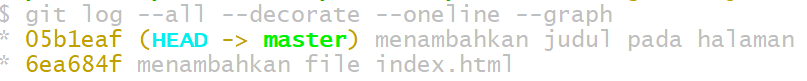 $ git log --all --decorate --oneline --graph
* 05b1eaf (HEAD -> master) menambahkan judul pada halaman
* 6ea684f menambahkan file index.html